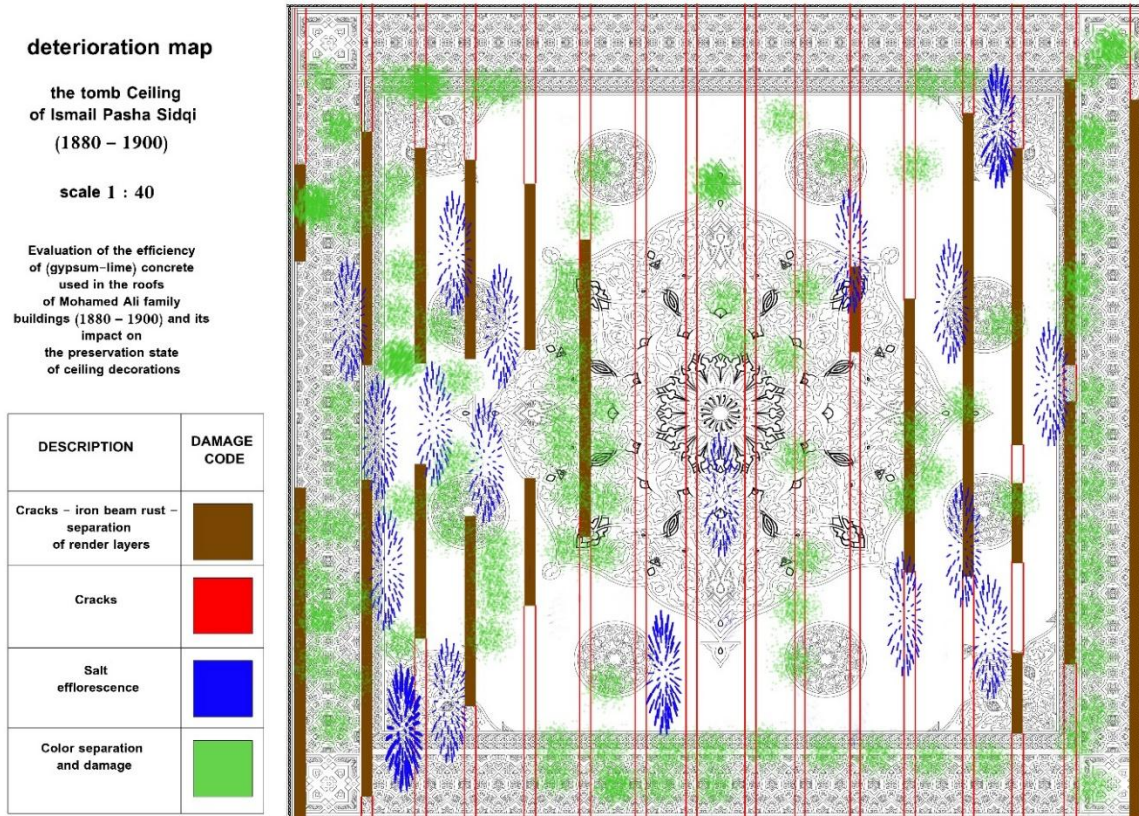 deterioration map
the tomb Ceiling
of Ismail Pasha Sidqi
(1880 – 1900)
scale 1 : 40
Evaluation of the efficiency
of (gypsum–lime) concrete
used in the roofs
of Mohamed Ali family
buildings (1880 – 1900) and its
impact on
the preservation state
of ceiling decorations
DESCRIPTION
DAMAGE
CODE
Cracks – iron beam rust –
separation
of render layers
Cracks
Salt
efflorescence
Color separation
and damage